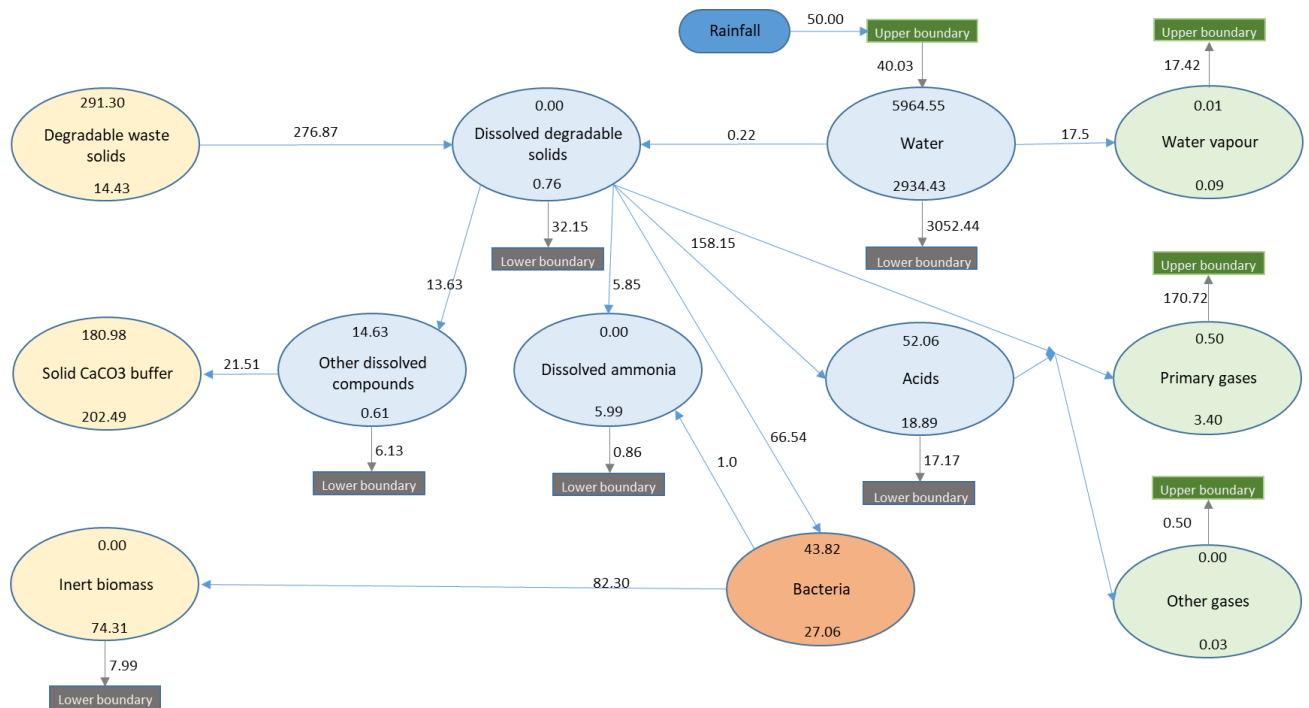 Rainfall
50.00
Upper boundary
Upper boundary
40.03
17.42
291.30
Degradable waste
solids
14.43
276.87
0.00
Dissolved degradable
solids
0.76
0.22
5964.55
Water
2934.43
17.5
0.01
Water vapour
0.09
32.15
Lower boundary
158.15
3052.44
Lower boundary
Upper boundary
170.72
13.63
5.85
180.98
Solid CaCO3 buffer
202.49
21.51
14.63
Other dissolved
compounds
0.61
0.00
Dissolved ammonia
5.99
52.06
Acids
18.89
0.50
Primary gases
3.40
6.13
Lower boundary
0.86
Lower boundary
1.0
66.54
17.17
Lower boundary
Upper boundary
0.50
0.00
Inert biomass
74.31
82.30
43.82
Bacteria
27.06
0.00
Other gases
0.03
7.99
Lower boundary